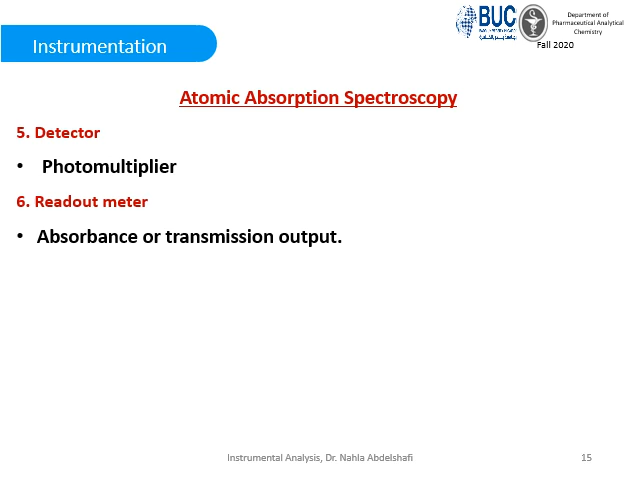 BUC
Department of
Pharmaceutical Analytical
Chemistry
Fall 2020
Instrumentation
Atomic Absorption Spectroscopy
5. Detector
• Photomultiplier
6. Readout meter
• Absorbance or transmission output.
Instrumental Analysis, Dr. Nahla Abdelshafi
15